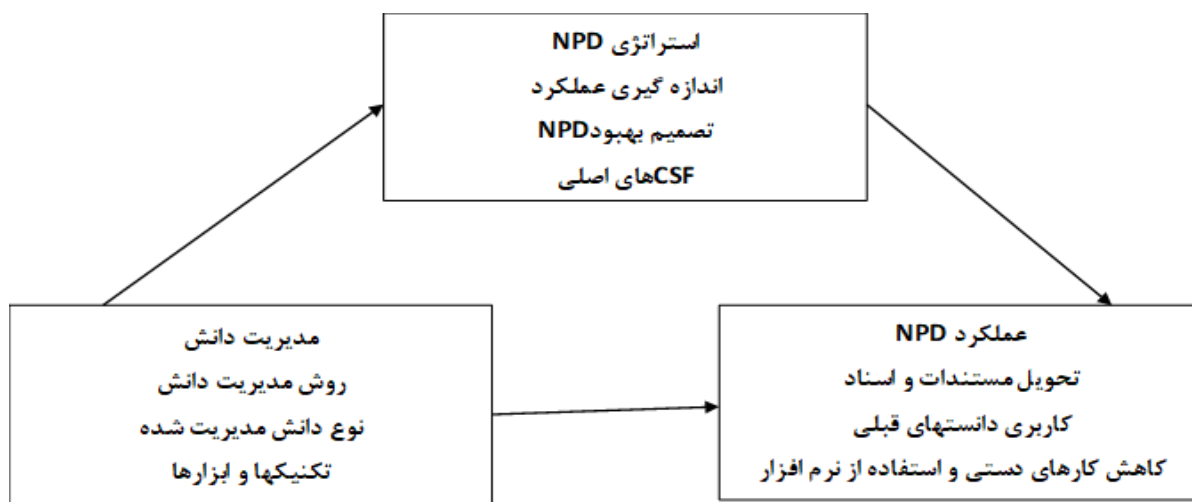 استراتژی NPD
اندازه گیری عملکرد
تصمیم بهبودNPD
CSFهای اصلی
مدیریت دانش
روش مدیریت دانش
نوع دانش مدیریت شده
تکنیکها و ابزارها
عملکرد NPD
تحویل مستندات و اسناد
کاربری دانستهای قبلی
کاهش کارهای دستی و استفاده از نرم افزار